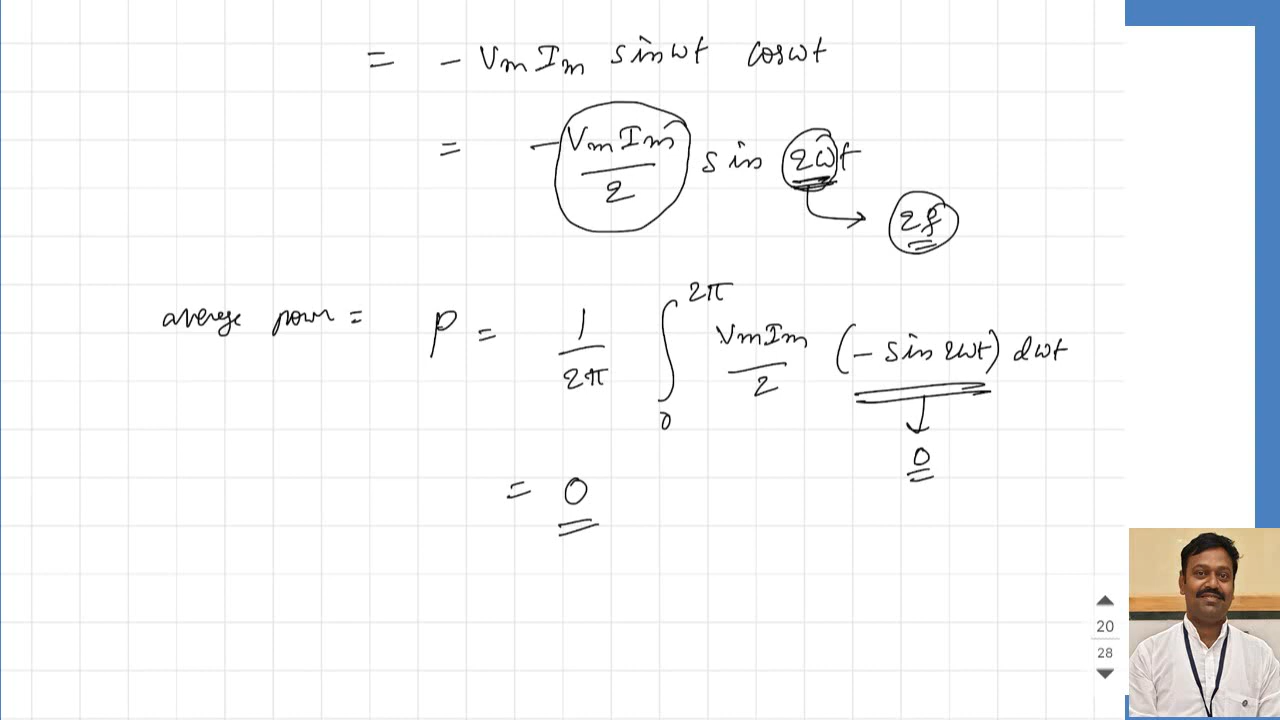 = - VmIm sinωt cosωt
= - VmIm/2 sin 2ωt
→ 2f
average power = P = 1/2π ∫₀^2π VmIm/2 (- sin 2ωt) dωt
↓
0
= 0
20
28